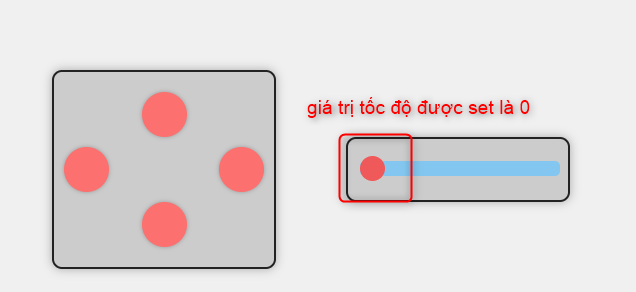 giá trị tốc độ được set là 0